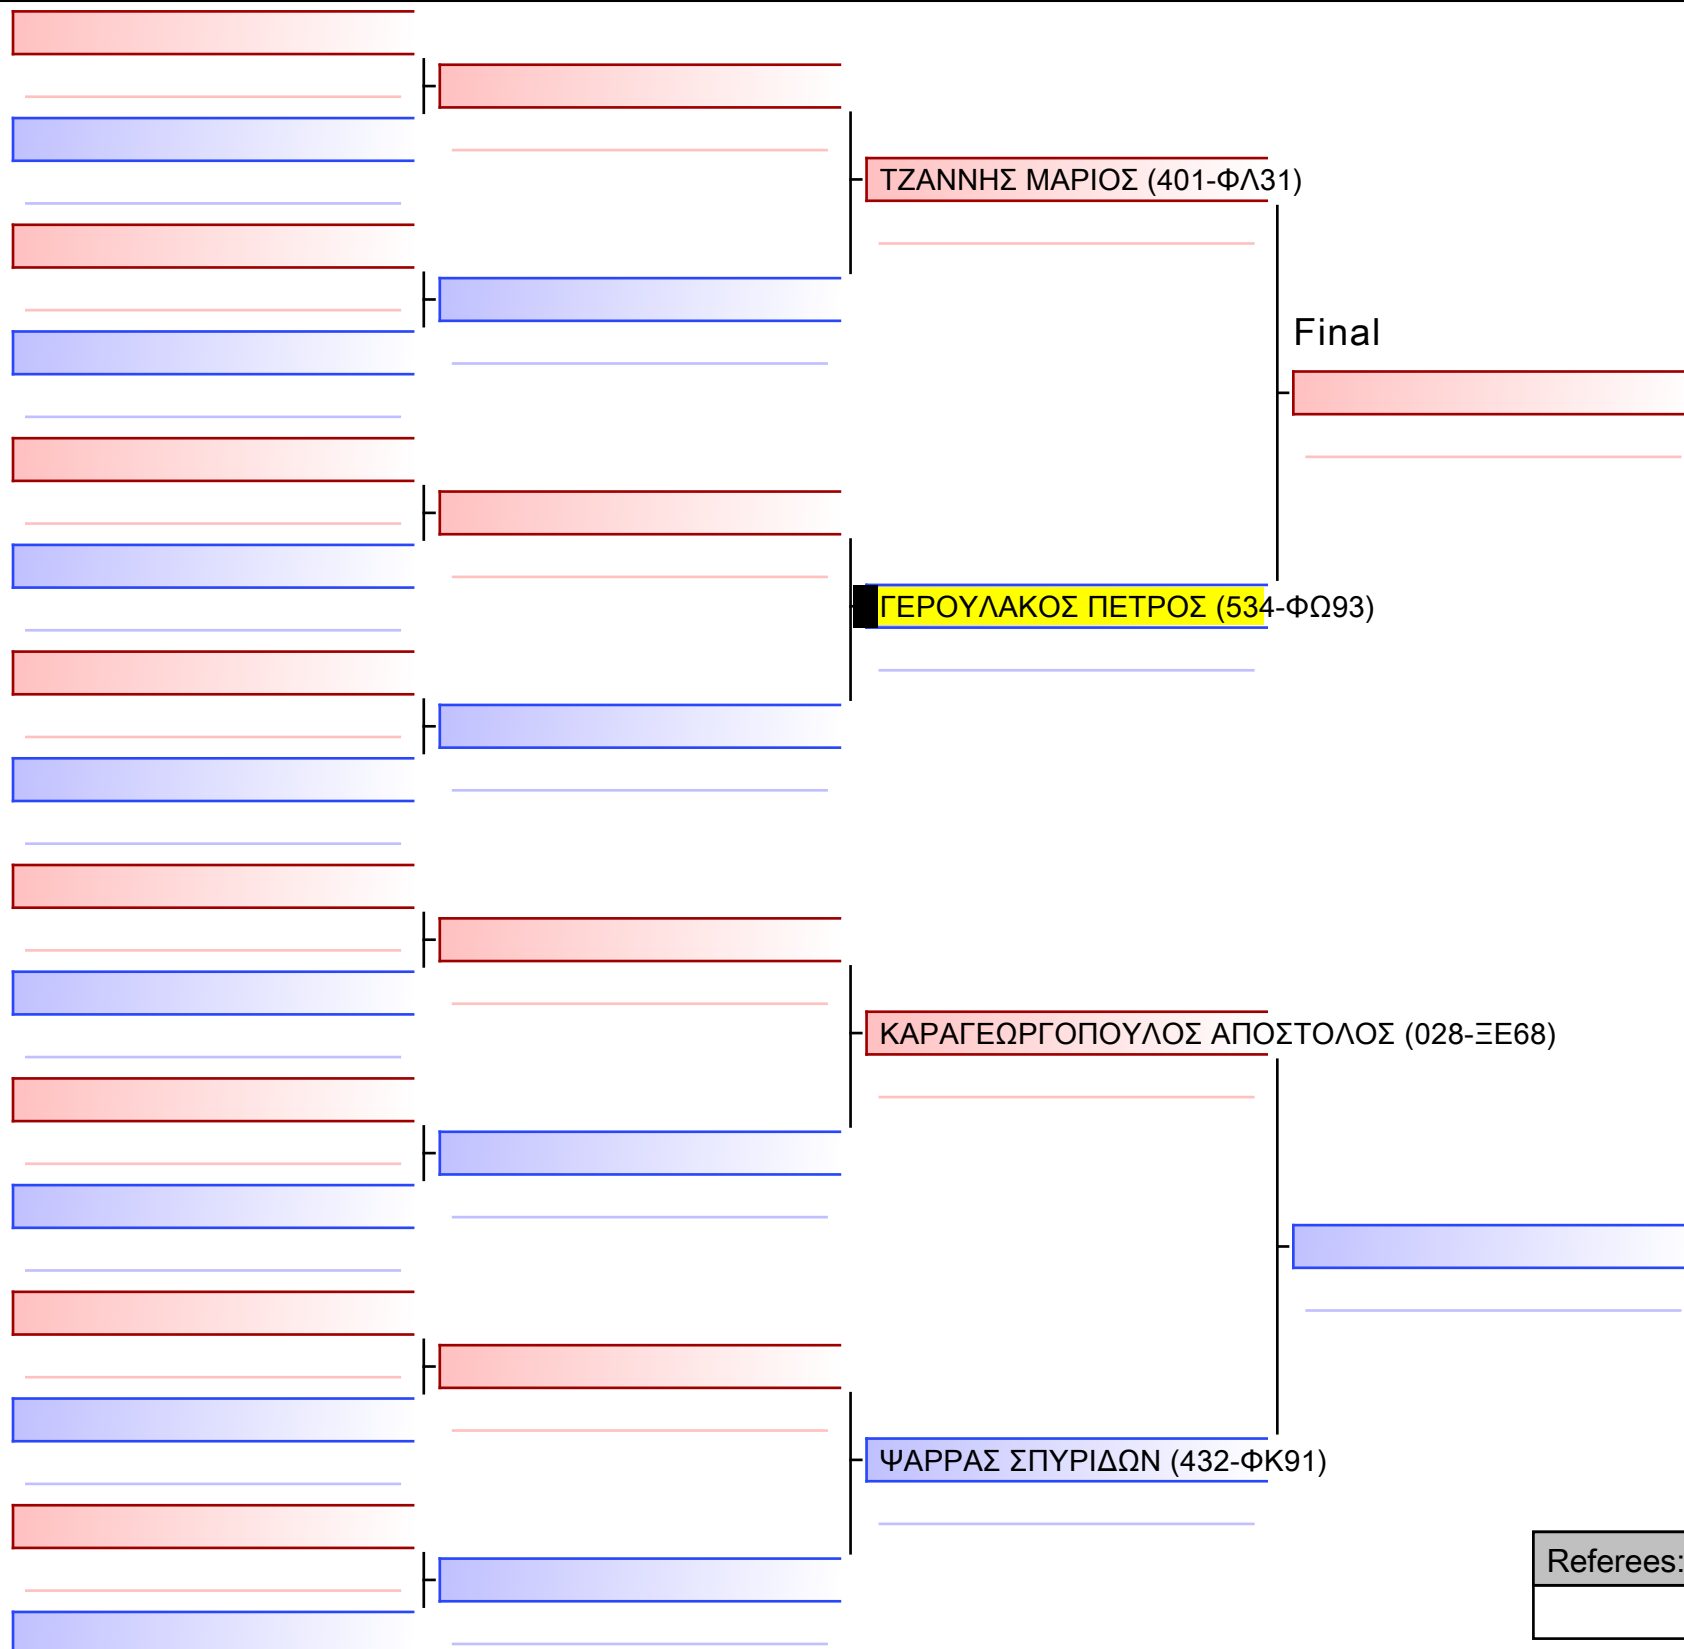 ΤΖΑΝΝΗΣ ΜΑΡΙΟΣ (401-ΦΛ31)
Final
ΓΕΡΟΥΛΑΚΟΣ ΠΕΤΡΟΣ (534-ΦΩ93)
ΚΑΡΑΓΕΩΡΓΟΠΟΥΛΟΣ ΑΠΟΣΤΟΛΟΣ (028-ΞΕ68)
ΨΑΡΡΑΣ ΣΠΥΡΙΔΩΝ (432-ΦΚ91)
Referees: